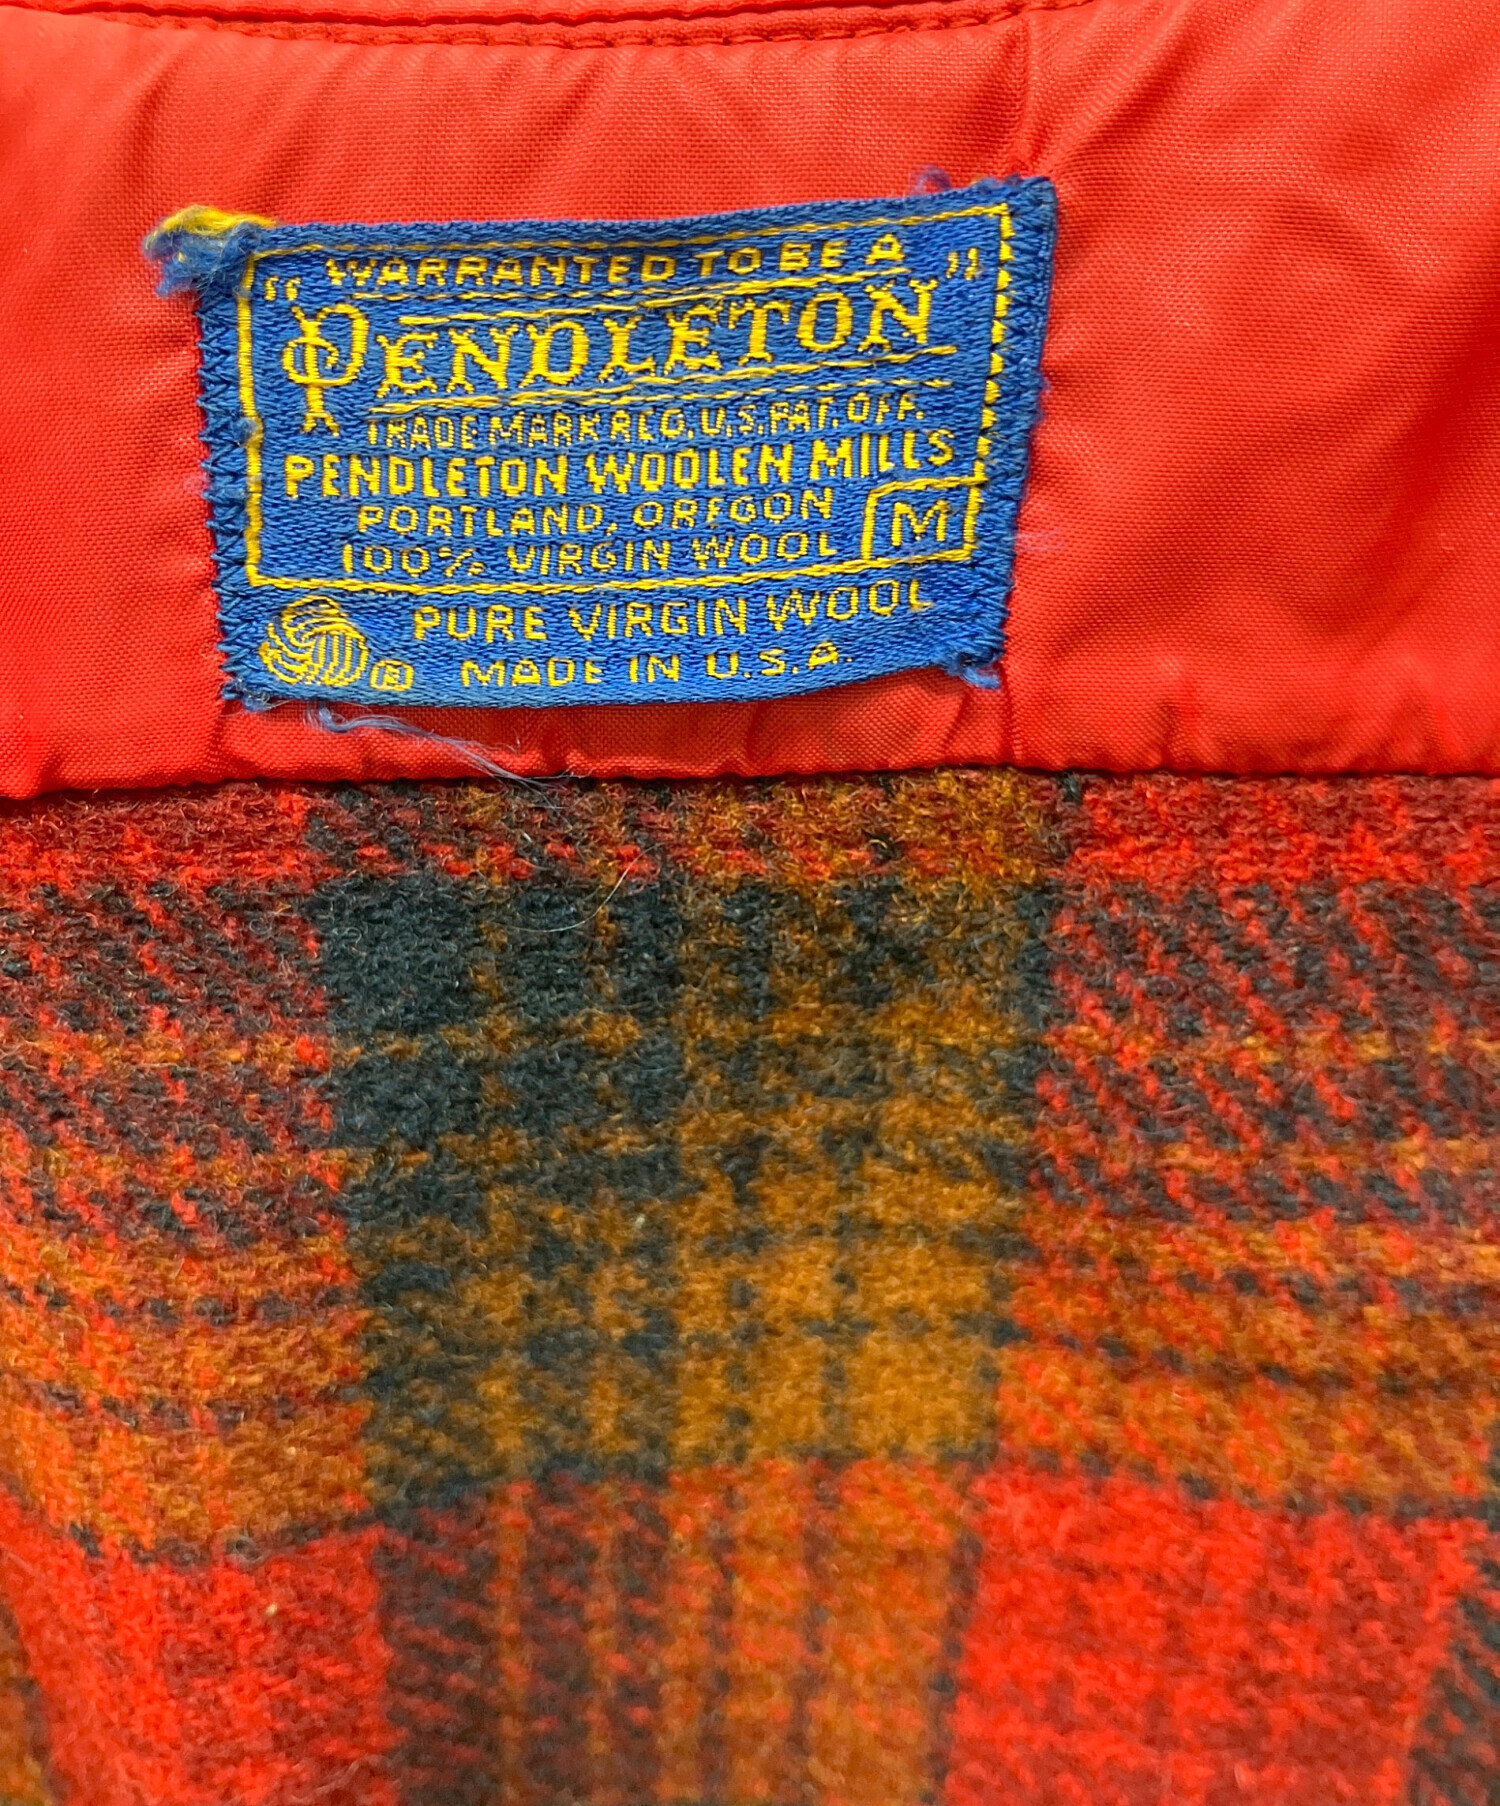 WARRANTED TO BE A
"PENDLETON"
TRADE MARK REG. U.S. PAT. OFF.
PENDLETON WOOLEN MILLS
PORTLAND, OREGON
100% VIRGIN WOOL
M
PURE VIRGIN WOOL
® MADE IN U.S.A.